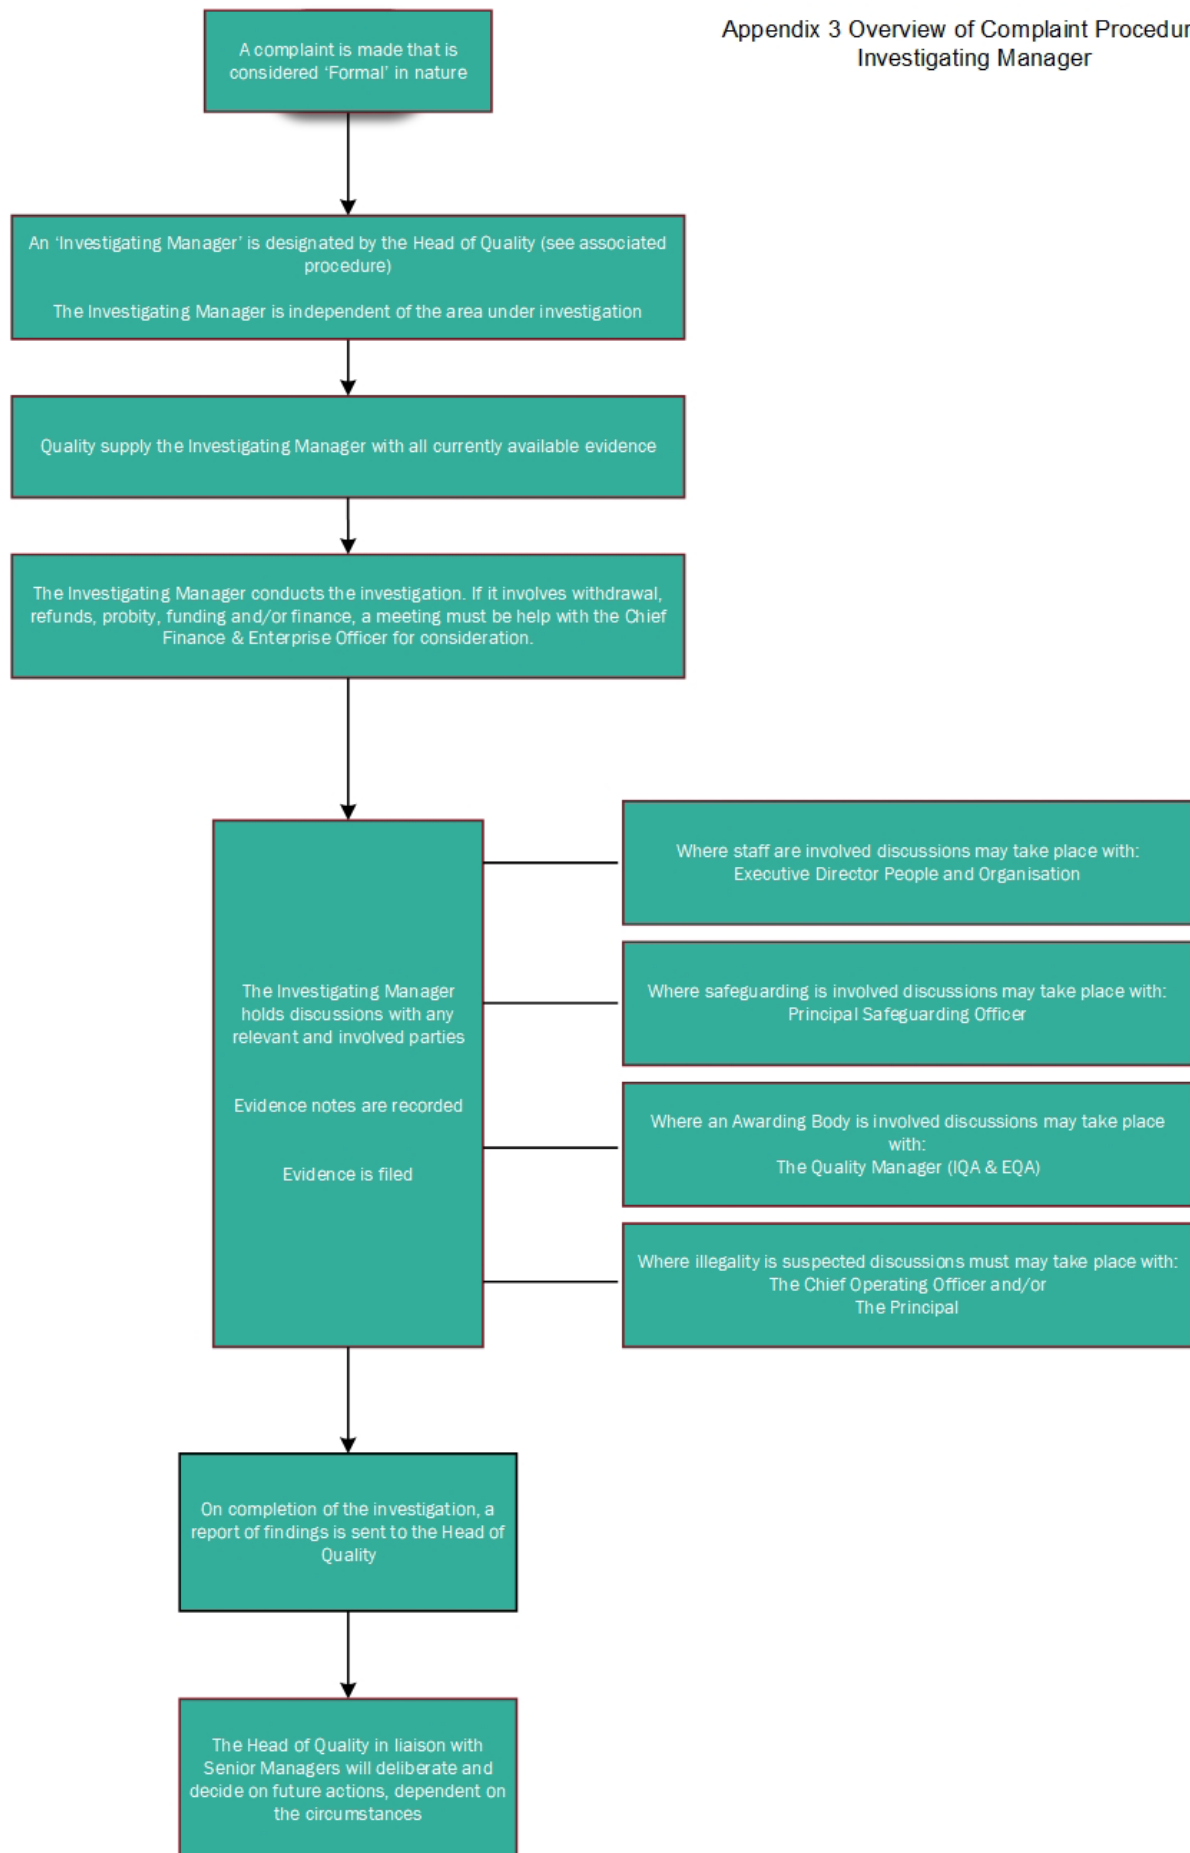 Appendix 3 Overview of Complaint Procedur
Investigating Manager
A complaint is made that is
considered ‘Formal’ in nature
An ‘Investigating Manager’ is designated by the Head of Quality (see associated
procedure)
The Investigating Manager is independent of the area under investigation
Quality supply the Investigating Manager with all currently available evidence
The Investigating Manager conducts the investigation. If it involves withdrawal,
refunds, probity, funding and/or finance, a meeting must be help with the Chief
Finance & Enterprise Officer for consideration.
The Investigating Manager
holds discussions with any
relevant and involved parties
Evidence notes are recorded
Evidence is filed
Where staff are involved discussions may take place with:
Executive Director People and Organisation
Where safeguarding is involved discussions may take place with:
Principal Safeguarding Officer
Where an Awarding Body is involved discussions may take place
with:
The Quality Manager (IQA & EQA)
Where illegality is suspected discussions must may take place with:
The Chief Operating Officer and/or
The Principal
On completion of the investigation, a
report of findings is sent to the Head of
Quality
The Head of Quality in liaison with
Senior Managers will deliberate and
decide on future actions, dependent on
the circumstances